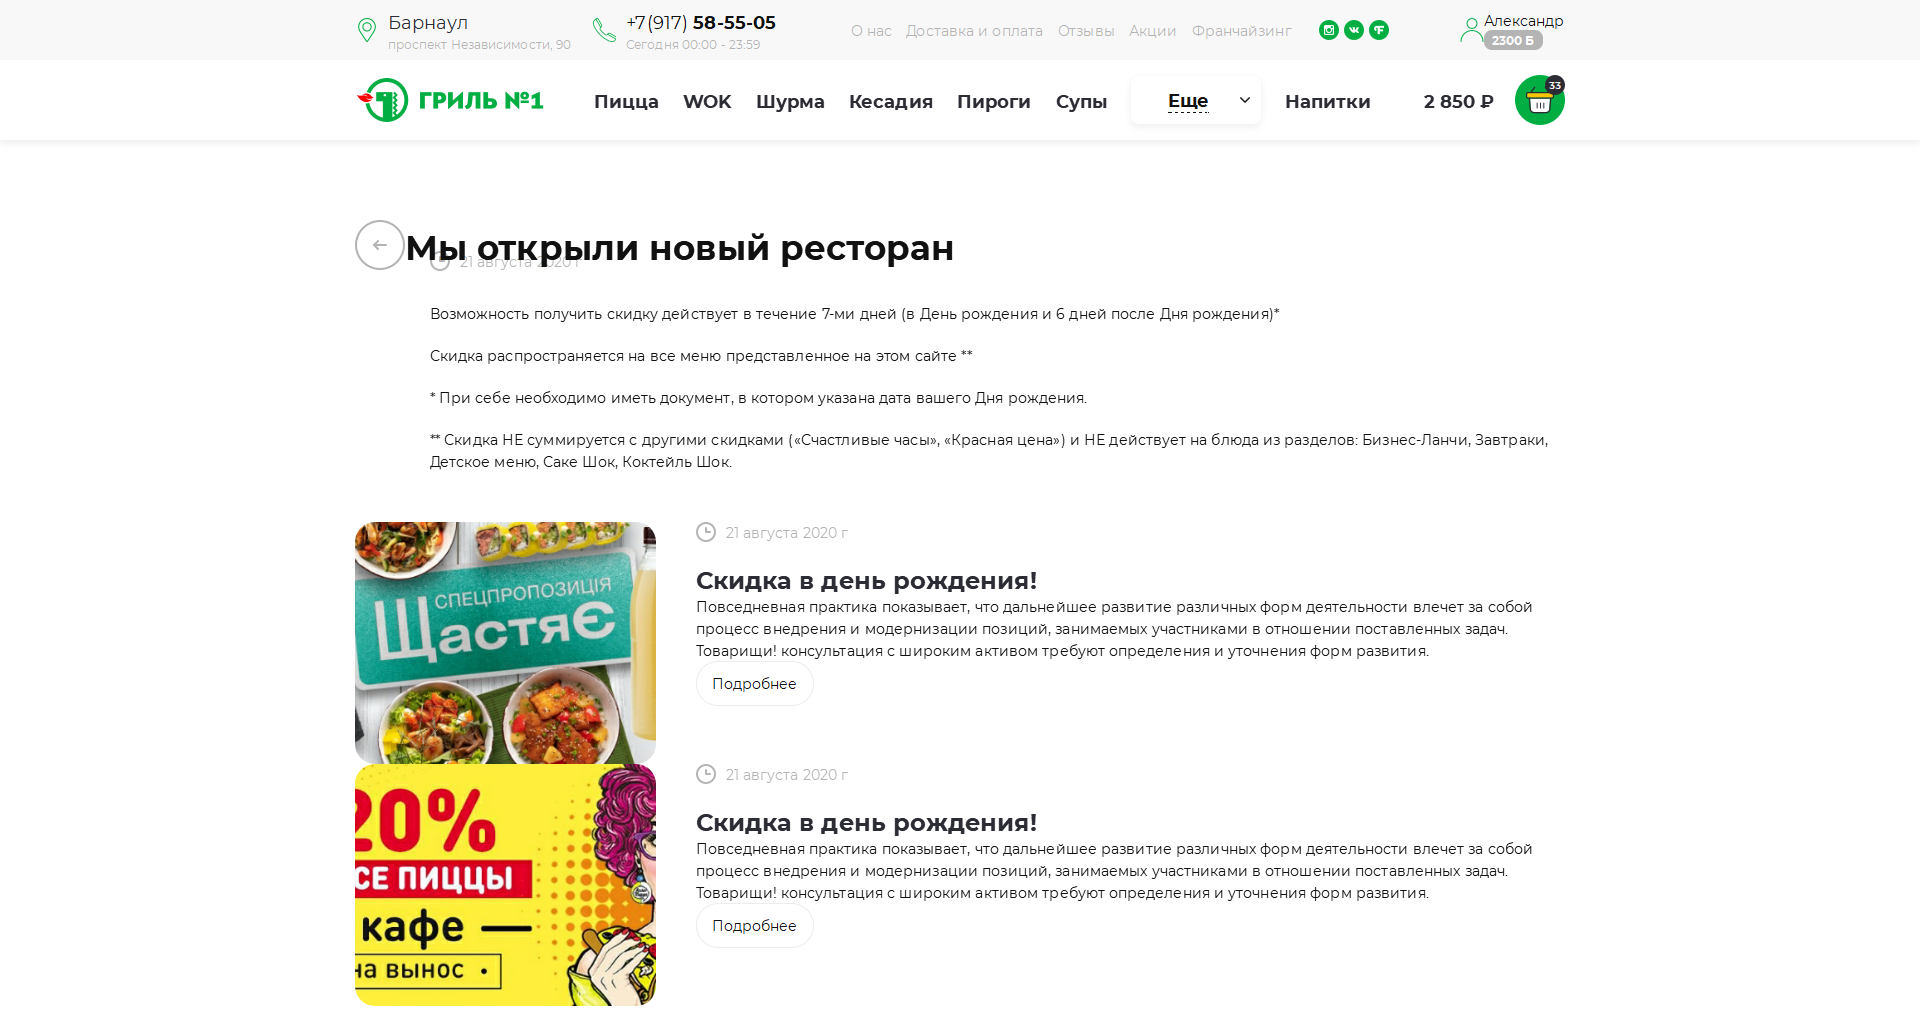 Барнаул
проспект Независимости, 90
+7(917) 58-55-05
Сегодня 00:00 - 23:59
О нас Доставка и оплата Отзывы Акции Франчайзинг
Александр
2300 Б
ГРИЛЬ №1
Пицца WOK Шурма Кесадия Пироги Супы Еще Напитки
2 850 ₽
33
Мы открыли новый ресторан
21 августа 2020 г
Возможность получить скидку действует в течение 7-ми дней (в День рождения и 6 дней после Дня рождения)*
Скидка распространяется на все меню представленное на этом сайте **
* При себе необходимо иметь документ, в котором указана дата вашего Дня рождения.
** Скидка НЕ суммируется с другими скидками («Счастливые часы», «Красная цена») и НЕ действует на блюда из разделов: Бизнес-Ланчи, Завтраки,
Детское меню, Саке Шок, Коктейль Шок.
СПЕЦПРОПОЗИЦІЯ
ЩастяЄ
21 августа 2020 г
Скидка в день рождения!
Повседневная практика показывает, что дальнейшее развитие различных форм деятельности влечет за собой
процесс внедрения и модернизации позиций, занимаемых участниками в отношении поставленных задач.
Товарищи! консультация с широким активом требуют определения и уточнения форм развития.
Подробнее
20%
СЕ ПИЦЦЫ
кафе —
на вынос •
21 августа 2020 г
Скидка в день рождения!
Повседневная практика показывает, что дальнейшее развитие различных форм деятельности влечет за собой
процесс внедрения и модернизации позиций, занимаемых участниками в отношении поставленных задач.
Товарищи! консультация с широким активом требуют определения и уточнения форм развития.
Подробнее